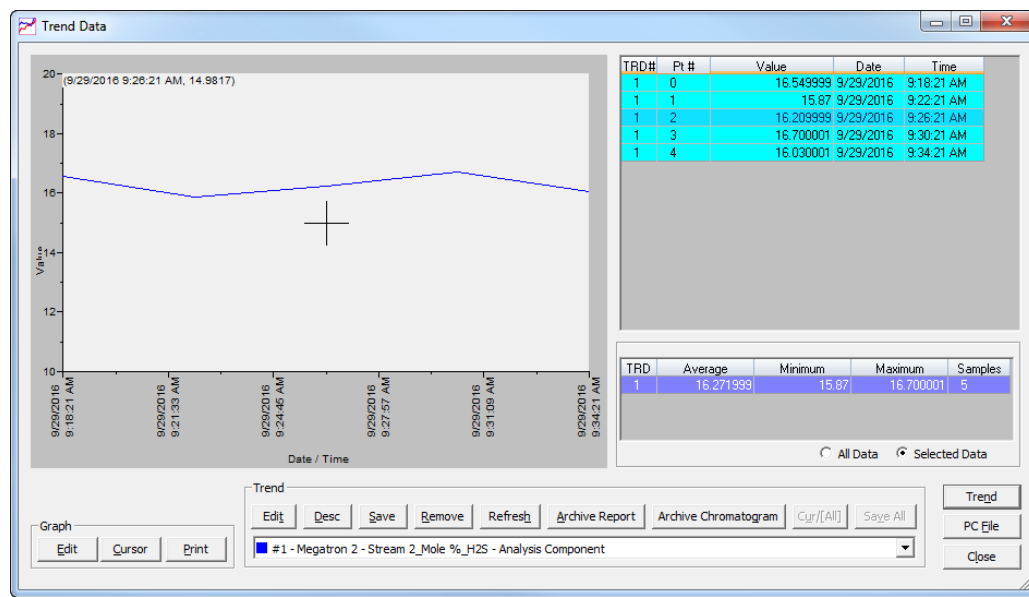 Trend Data
(9/29/2016 9:26:21 AM, 14.9817)
20
18
16
14
12
10
Value
9/29/2016 9:18:21 AM
9/29/2016 9:21:33 AM
9/29/2016 9:24:45 AM
9/29/2016 9:27:57 AM
9/29/2016 9:31:09 AM
9/29/2016 9:34:21 AM
Date / Time
TRD# Pt # Value Date Time
1 0 16.549999 9/29/2016 9:18:21 AM
1 1 15.87 9/29/2016 9:22:21 AM
1 2 16.209999 9/29/2016 9:26:21 AM
1 3 16.700001 9/29/2016 9:30:21 AM
1 4 16.030001 9/29/2016 9:34:21 AM
TRD Average Minimum Maximum Samples
1 16.271999 15.87 16.700001 5
All Data Selected Data
Graph
Edit Cursor Print
Trend
Edit Desc Save Remove Refresh Archive Report Archive Chromatogram Cur/[All] Save All
#1 - Megatron 2 - Stream 2_Mole %_H2S - Analysis Component
Trend
PC File
Close